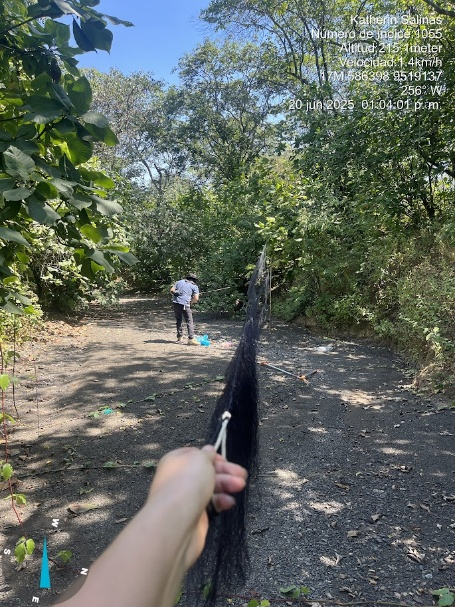 Katherin Salinas
Número de índice:1055
Altitud:215.1meter
Velocidad:1.4km/h
17M 586398 9519137
256° W
20 jun.2025 01:04:01 p. m.
N
W
S
E